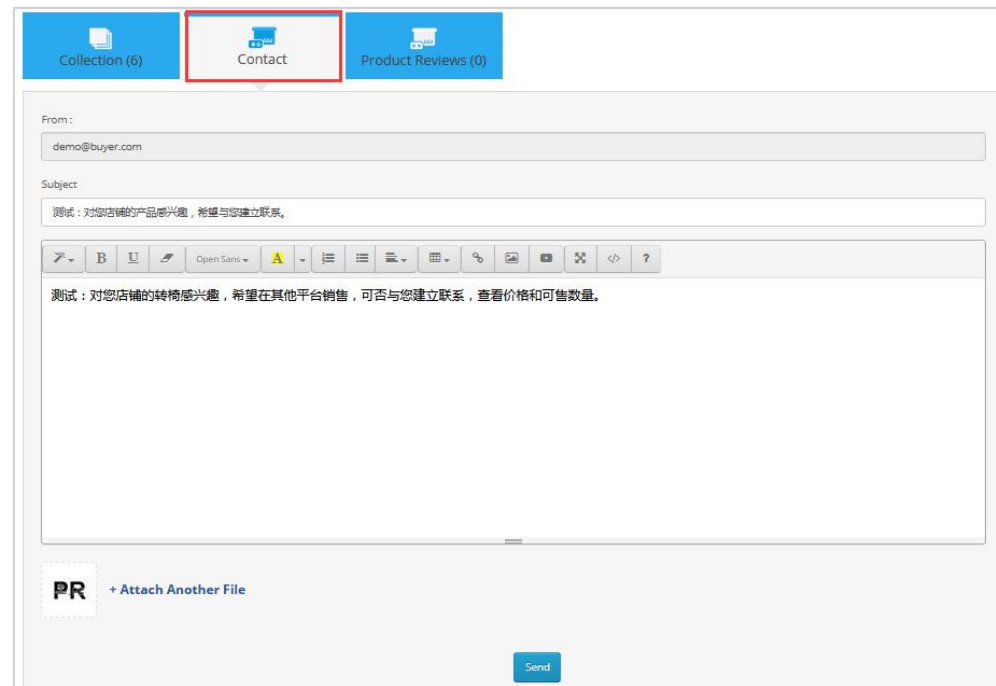 Collection (6)
Contact
Product Reviews (0)
From :
demo@buyer.com
Subject
测试：对您店铺的产品感兴趣，希望与您建立联系。
B U Open Sans A </> ?
测试：对您店铺的转椅感兴趣，希望在其他平台销售，可否与您建立联系，查看价格和可售数量。
PR + Attach Another File
Send